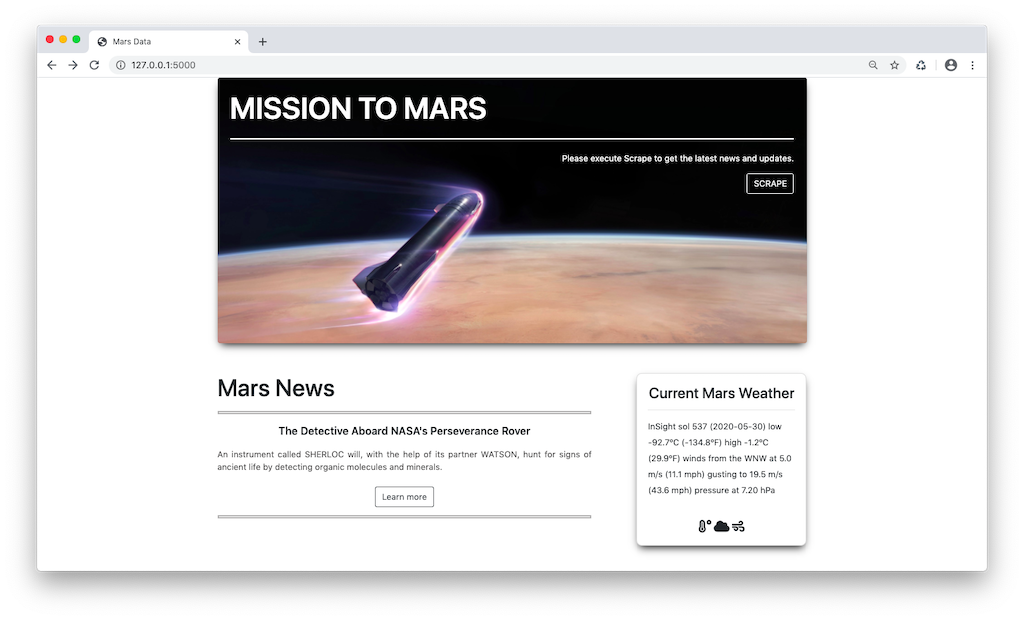 Mars Data
127.0.0.1:5000
MISSION TO MARS
Please execute Scrape to get the latest news and updates.
SCRAPE
Mars News
The Detective Aboard NASA's Perseverance Rover
An instrument called SHERLOC will, with the help of its partner WATSON, hunt for signs of
ancient life by detecting organic molecules and minerals.
Learn more
Current Mars Weather
InSight sol 537 (2020-05-30) low
-92.7ºC (-134.8ºF) high -1.2ºC
(29.9ºF) winds from the WNW at 5.0
m/s (11.1 mph) gusting to 19.5 m/s
(43.6 mph) pressure at 7.20 hPa